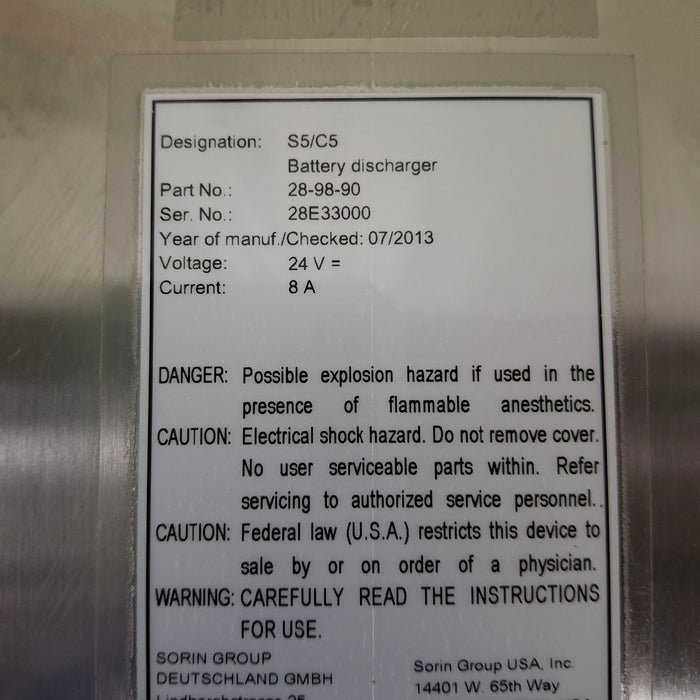 Designation: S5/C5
Battery discharger
Part No.: 28-98-90
Ser. No.: 28E33000
Year of manuf./Checked: 07/2013
Voltage: 24 V =
Current: 8 A
DANGER: Possible explosion hazard if used in the
presence of flammable anesthetics.
CAUTION: Electrical shock hazard. Do not remove cover.
No user serviceable parts within. Refer
servicing to authorized service personnel..
CAUTION: Federal law (U.S.A.) restricts this device to
sale by or on order of a physician.
WARNING: CAREFULLY READ THE INSTRUCTIONS
FOR USE.
SORIN GROUP
DEUTSCHLAND GMBH
Sorin Group USA, Inc.
14401 W. 65th Way